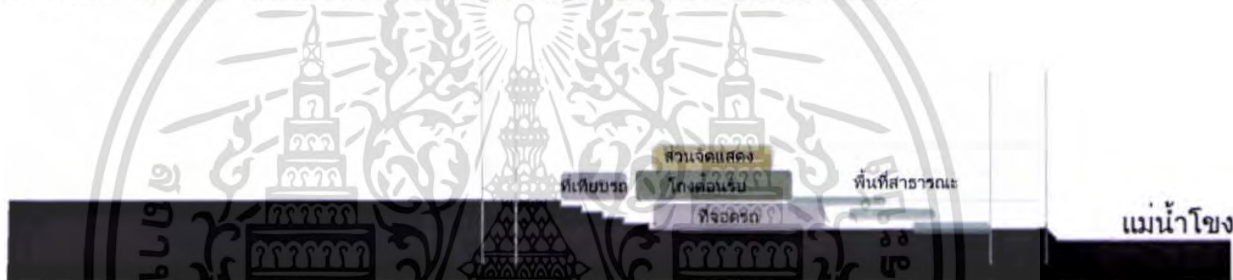 ส่วนจัดแสดง
ที่เทียบรถ
โถงต้อนรับ
พื้นที่สาธารณะ
ที่จอดรถ
แม่น้ำโขง